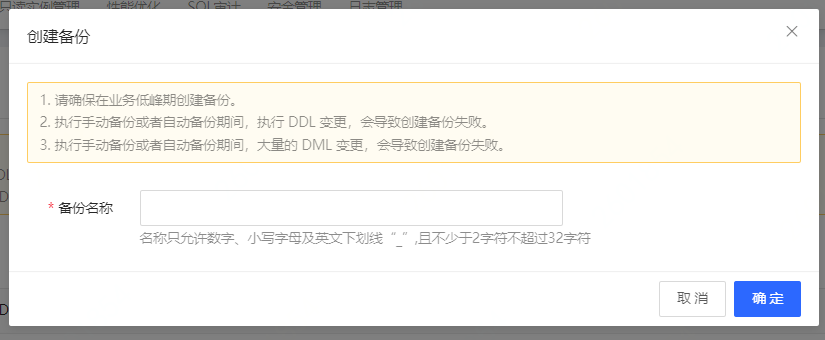 只读实例管理 性能优化 SQL审计 安全管理 日志管理
创建备份
1. 请确保在业务低峰期创建备份。
2. 执行手动备份或者自动备份期间，执行 DDL 变更，会导致创建备份失败。
3. 执行手动备份或者自动备份期间，大量的 DML 变更，会导致创建备份失败。
* 备份名称
名称只允许数字、小写字母及英文下划线“_”,且不少于2字符不超过32字符
取 消 确 定